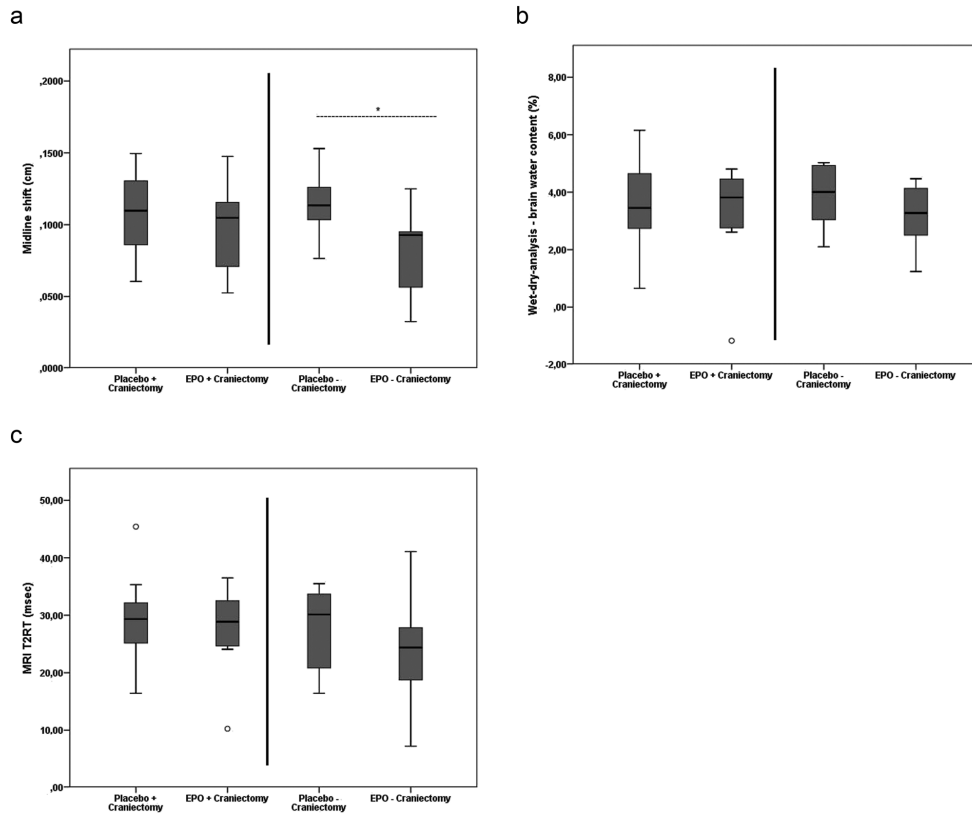 a
Midline shift (cm)
,2000
,1500
,1000
,0500
,0000
*
Placebo +
Craniectomy
EPO + Craniectomy
Placebo -
Craniectomy
EPO - Craniectomy
b
Wet-dry-analysis - brain water content (%)
8,00
6,00
4,00
2,00
,00
-2,00
Placebo +
Craniectomy
EPO + Craniectomy
Placebo -
Craniectomy
EPO - Craniectomy
c
MRI T2RT (msec)
50,00
40,00
30,00
20,00
10,00
,00
Placebo +
Craniectomy
EPO + Craniectomy
Placebo -
Craniectomy
EPO - Craniectomy